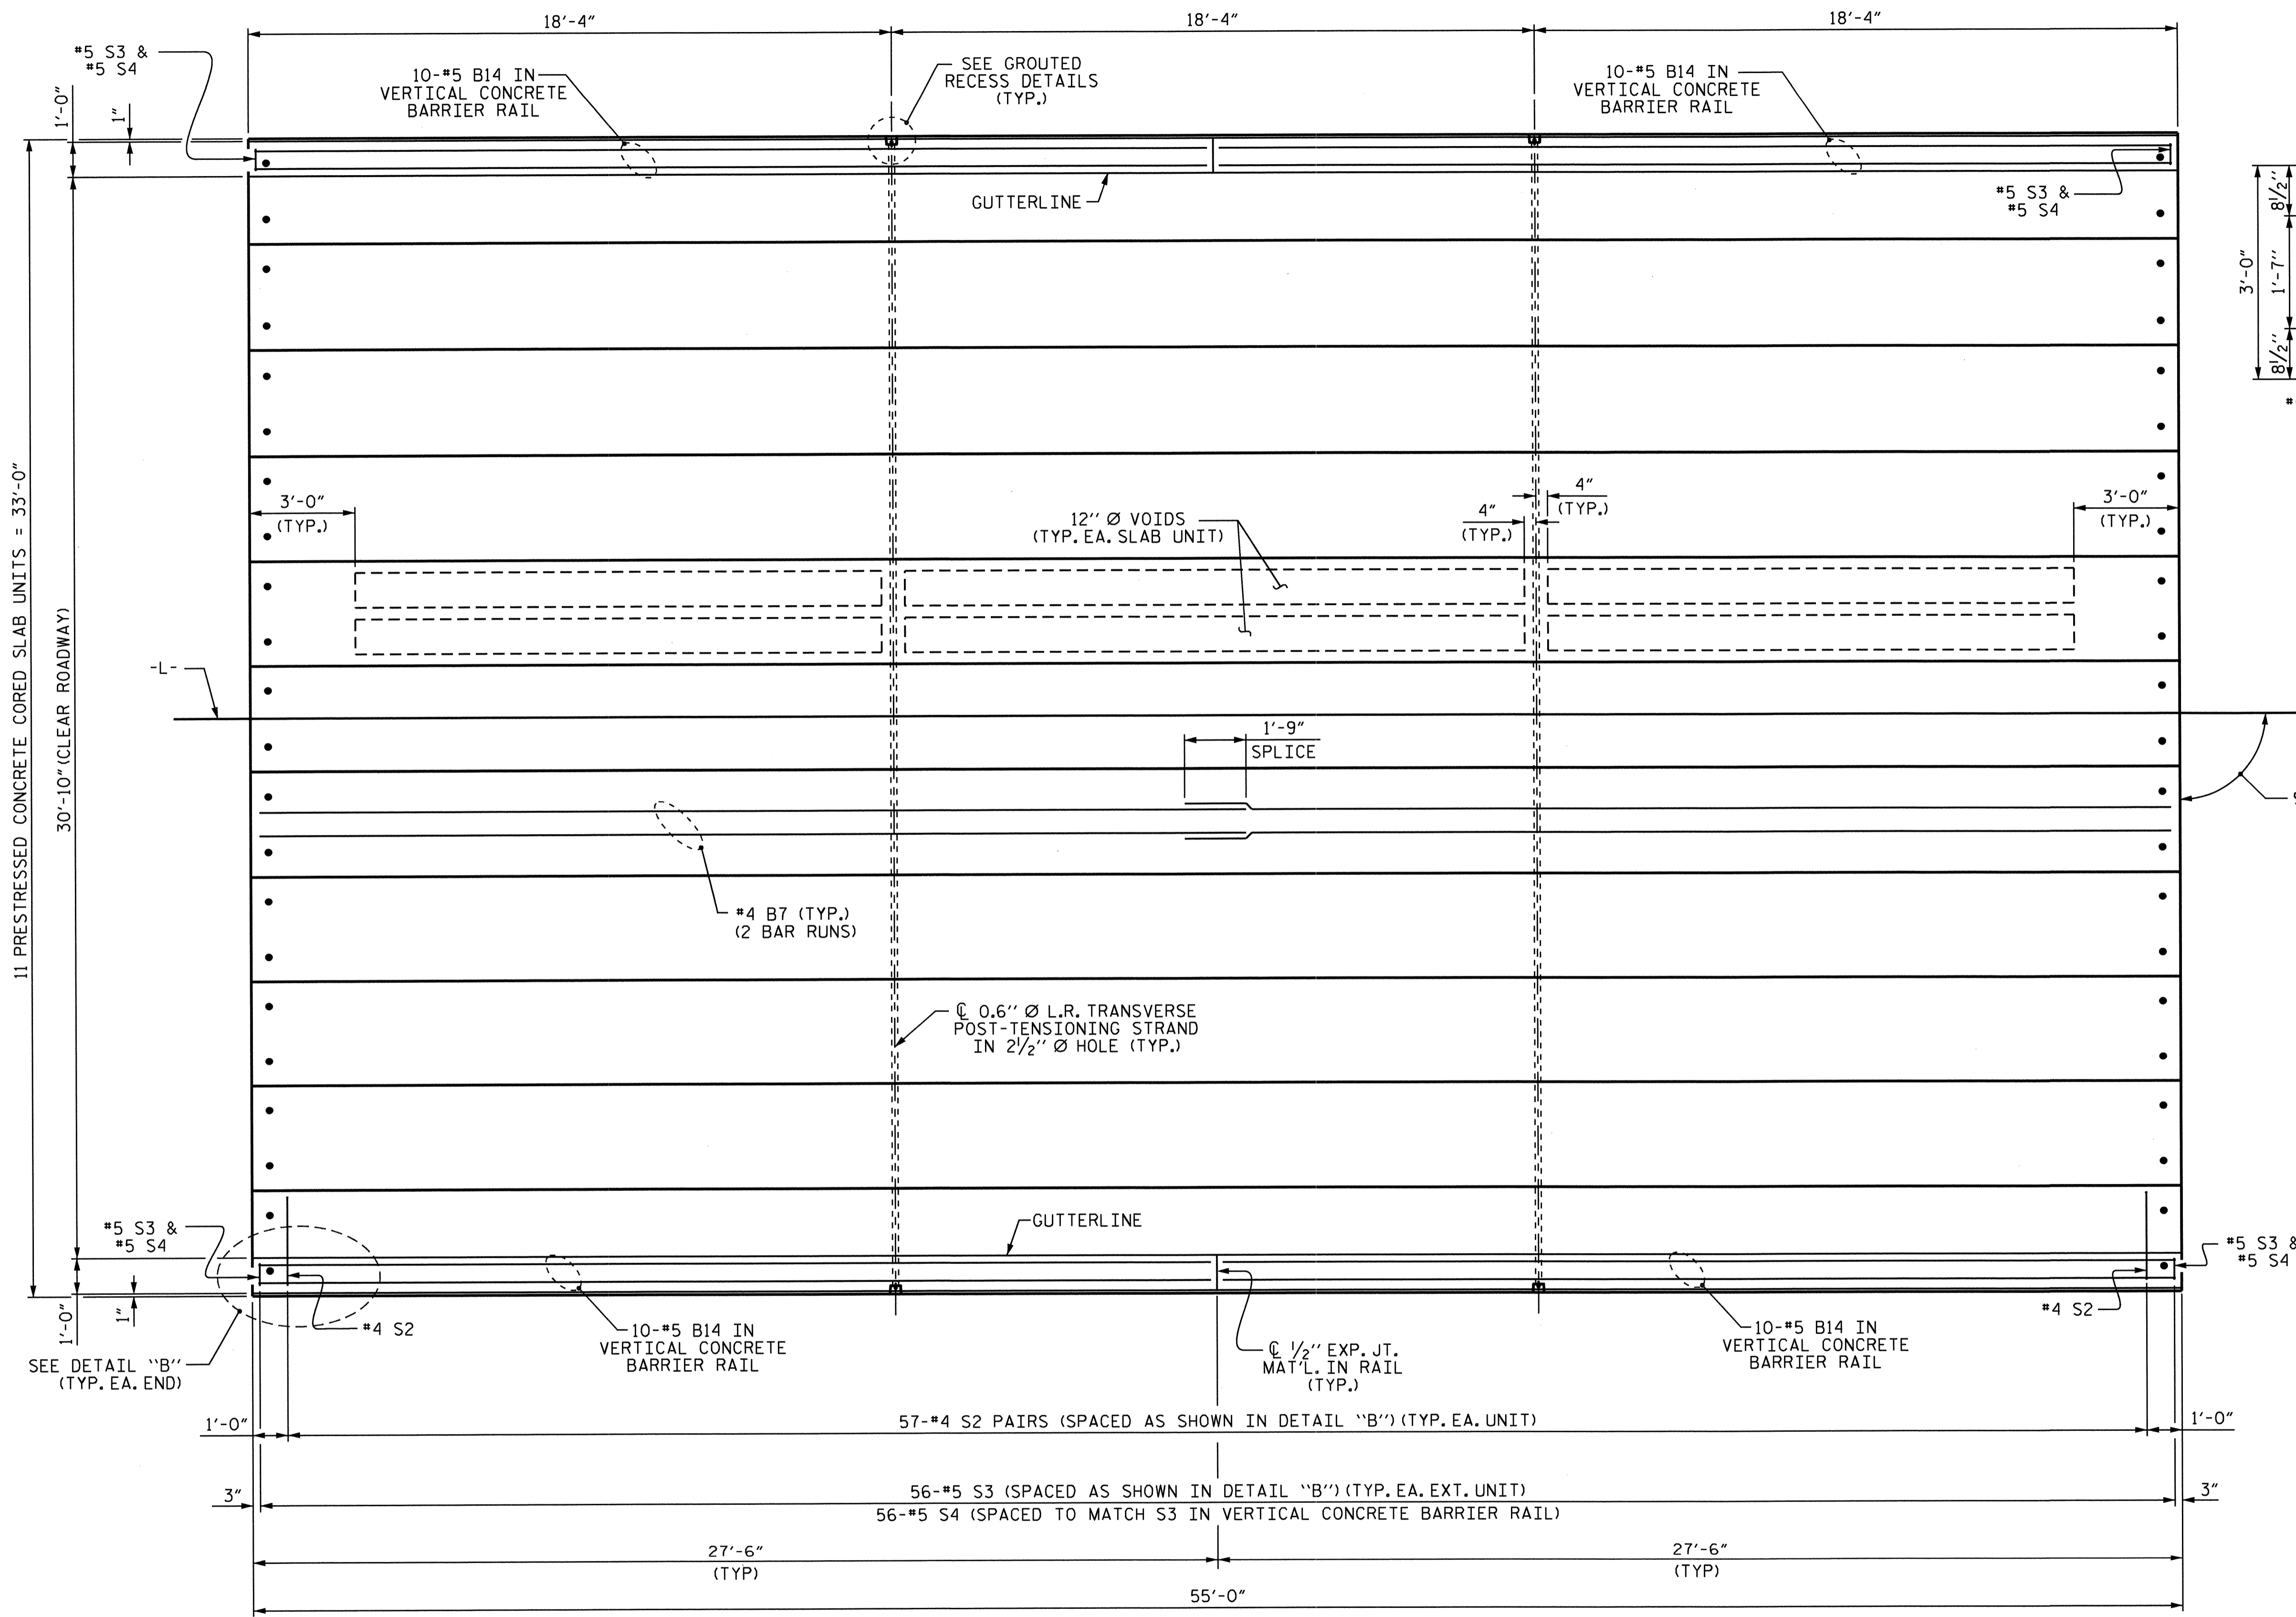 18'-4"
18'-4"
18'-4"
#5 S3 &
#5 S4
10-#5 B14 IN
VERTICAL CONCRETE
BARRIER RAIL
SEE GROUTED
RECESS DETAILS
(TYP.)
10-#5 B14 IN
VERTICAL CONCRETE
BARRIER RAIL
1'-0"
1"
GUTTERLINE
#5 S3 &
#5 S4
8½"
3'-0"
1'-7"
8½"
#
11 PRESTRESSED CONCRETE CORED SLAB UNITS = 33'-0"
30'-10" (CLEAR ROADWAY)
3'-0"
(TYP.)
12" Ø VOIDS
(TYP. EA. SLAB UNIT)
4"
(TYP.)
4"
(TYP.)
3'-0"
(TYP.)
-L-
1'-9"
SPLICE
#4 B7 (TYP.)
(2 BAR RUNS)
℄ 0.6" Ø L.R. TRANSVERSE
POST-TENSIONING STRAND
IN 2½" Ø HOLE (TYP.)
#5 S3 &
#5 S4
GUTTERLINE
#5 S3 &
#5 S4
1'-0"
1"
#4 S2
#4 S2
SEE DETAIL "B"
(TYP. EA. END)
10-#5 B14 IN
VERTICAL CONCRETE
BARRIER RAIL
℄ ½" EXP. JT.
MAT'L. IN RAIL
(TYP.)
10-#5 B14 IN
VERTICAL CONCRETE
BARRIER RAIL
1'-0"
57-#4 S2 PAIRS (SPACED AS SHOWN IN DETAIL "B") (TYP. EA. UNIT)
1'-0"
3"
56-#5 S3 (SPACED AS SHOWN IN DETAIL "B") (TYP. EA. EXT. UNIT)
56-#5 S4 (SPACED TO MATCH S3 IN VERTICAL CONCRETE BARRIER RAIL)
3"
27'-6"
(TYP)
27'-6"
(TYP)
55'-0"